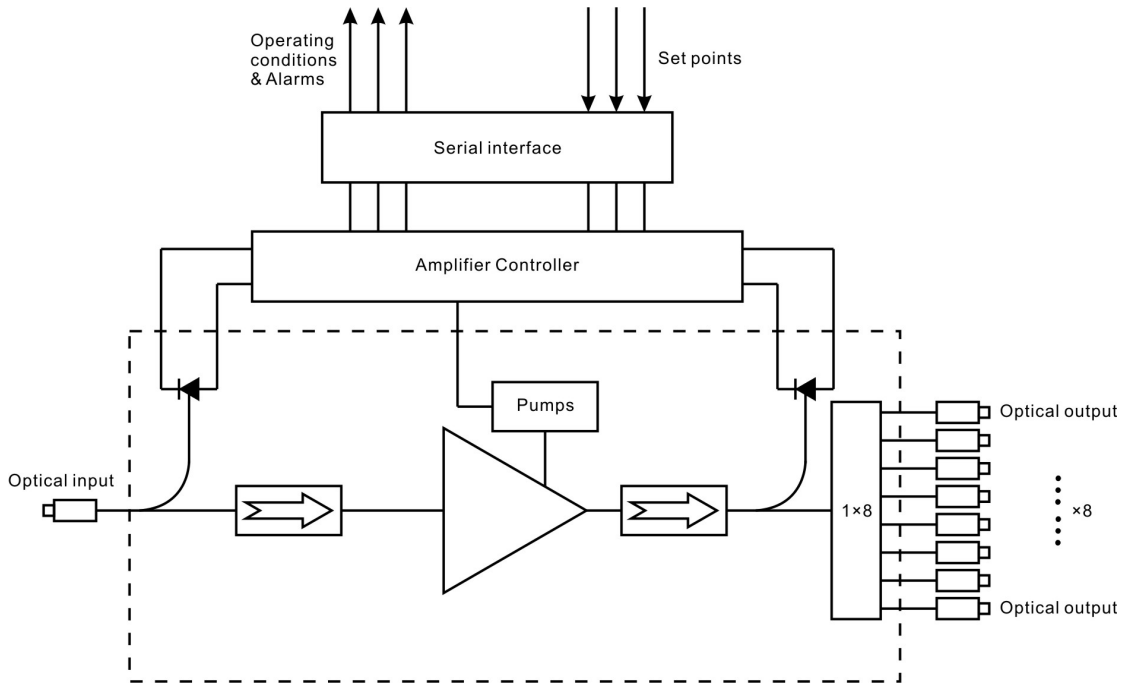 Operating
conditions
& Alarms
Set points
Serial interface
Amplifier Controller
Pumps
Optical input
1×8
Optical output
×8
Optical output